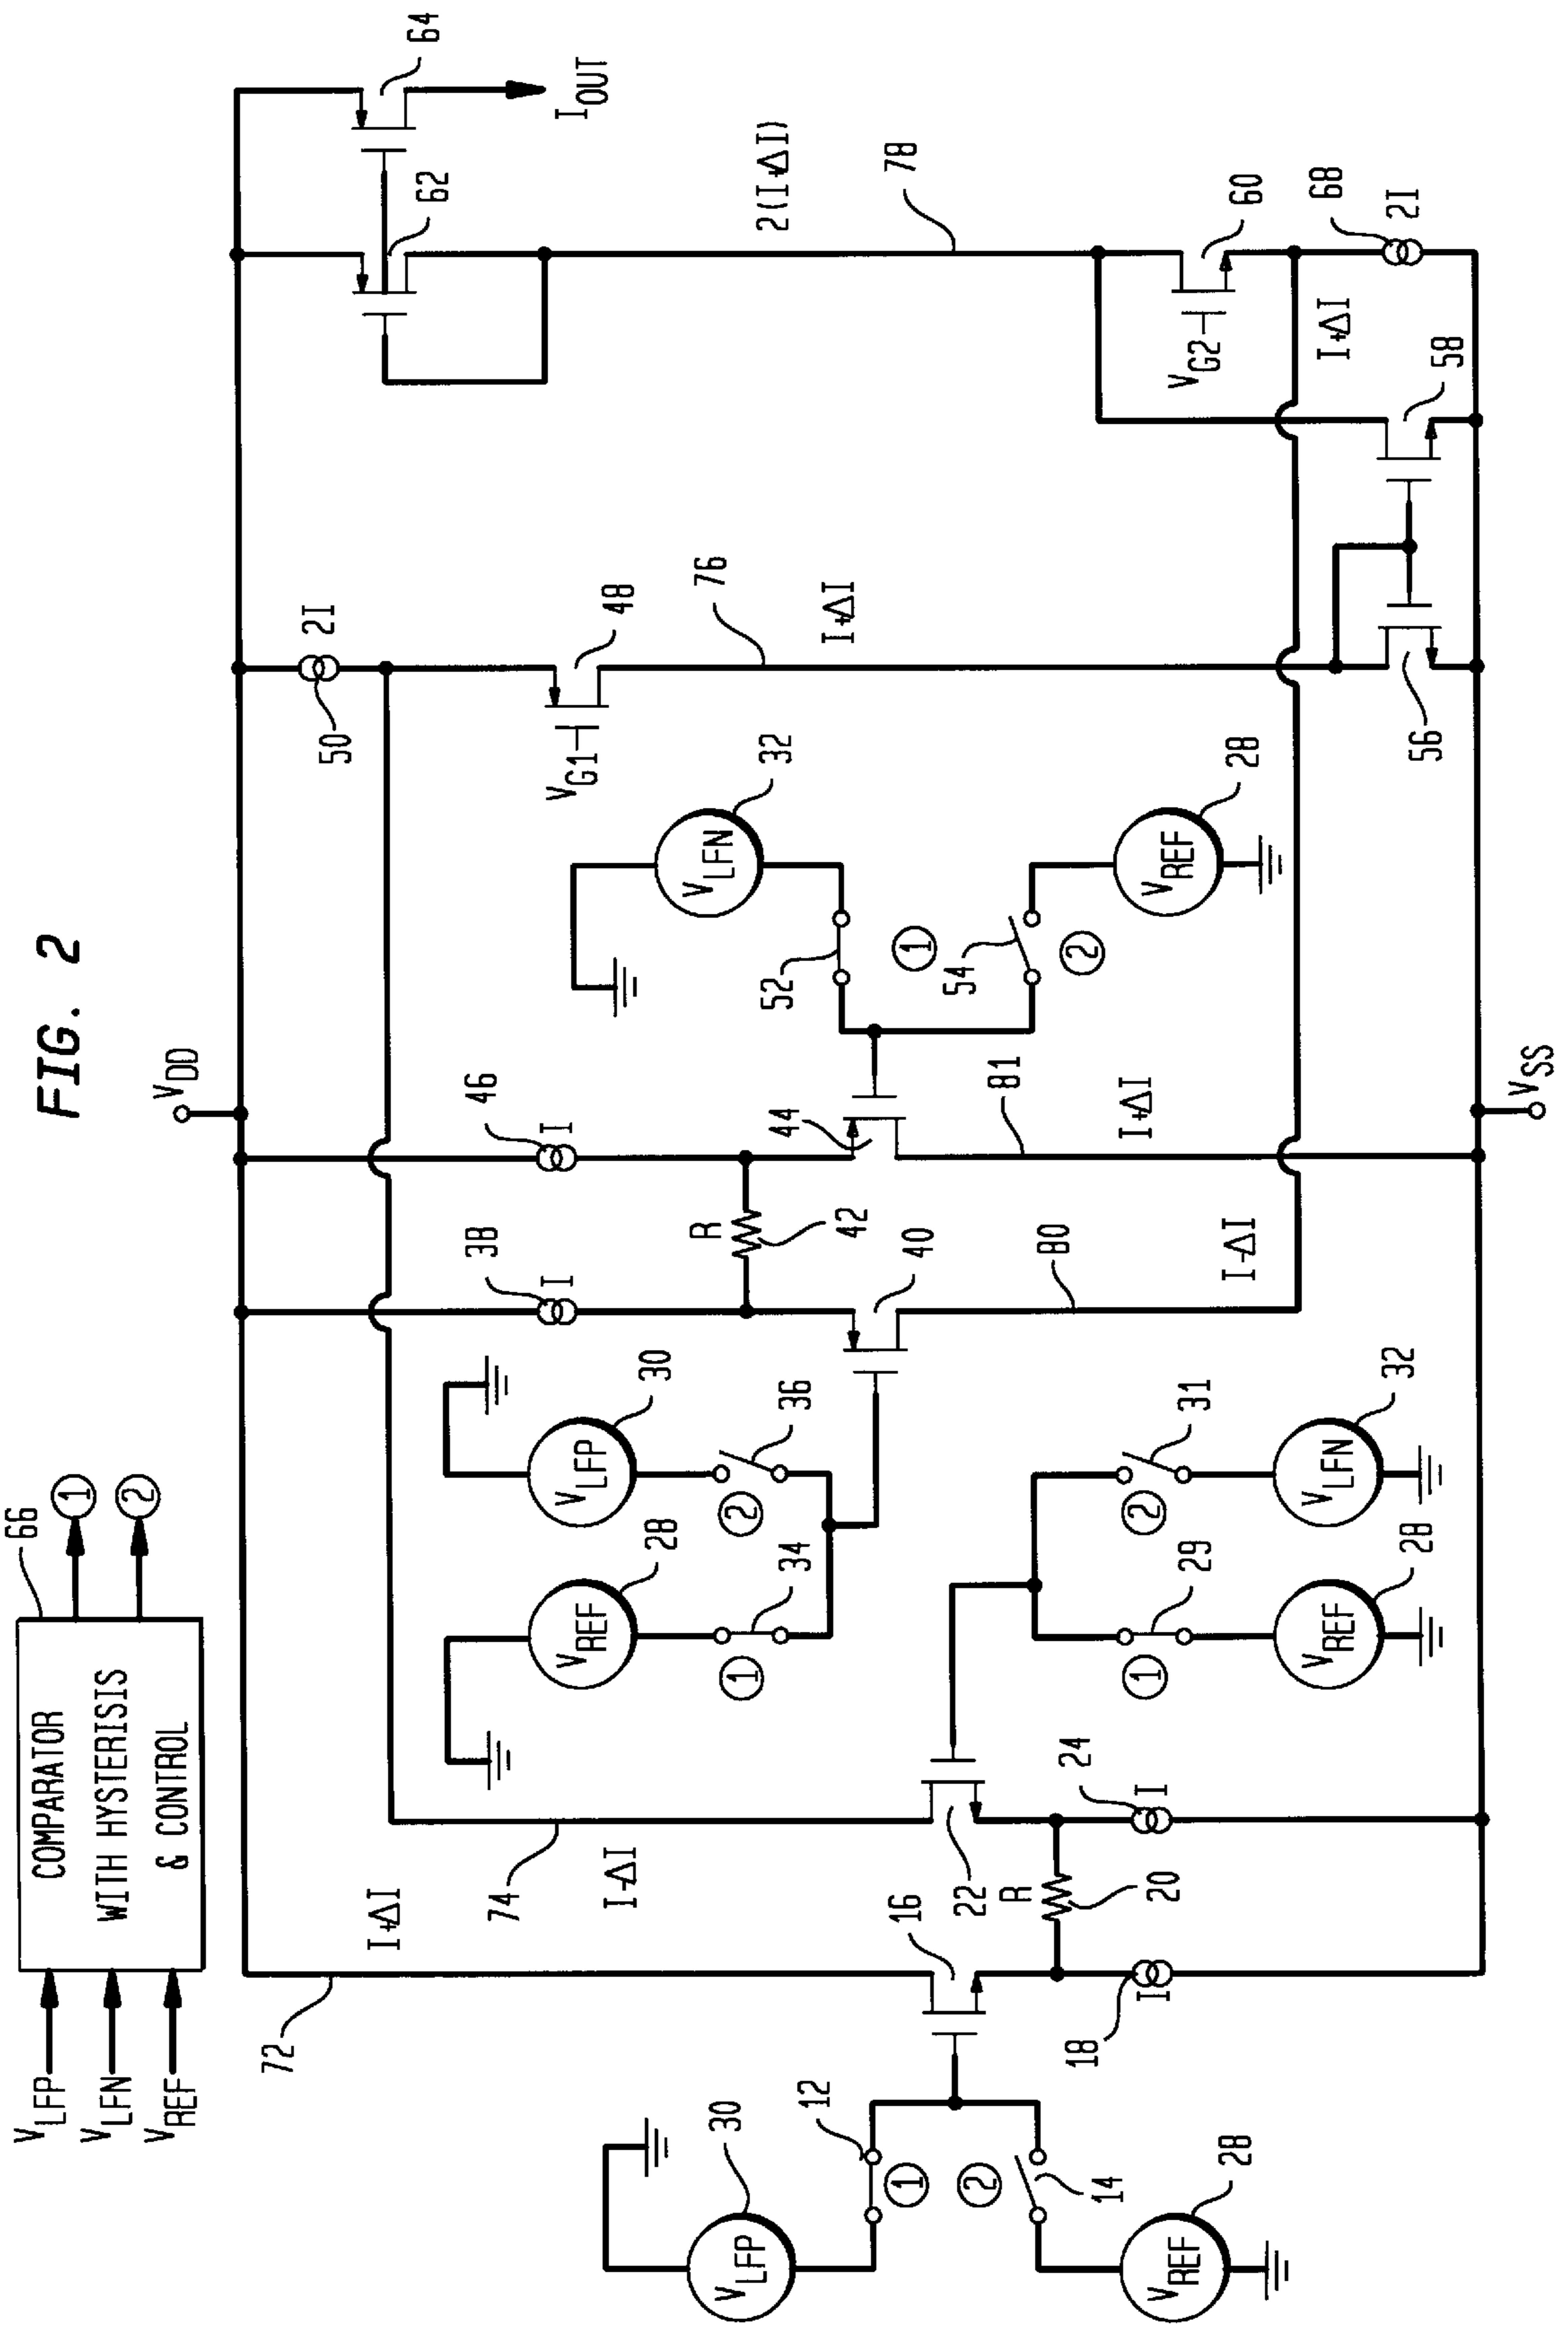 FIG. 2
V_LFP
V_LFN
V_REF
COMPARATOR
WITH HYSTERISIS
& CONTROL
66
①
②
V_DD
72
I+ΔI
74
I-ΔI
V_LFP
30
12
①
②
14
V_REF
28
16
18
I
R
20
22
24
I
V_REF
28
34
①
V_LFP
30
36
②
29
①
V_REF
28
31
②
V_LFN
32
38
I
R
42
40
80
I-ΔI
46
I
44
81
I+ΔI
52
①
54
②
V_LFN
32
V_REF
28
50
2I
V_G1
48
76
I+ΔI
56
58
62
64
I_OUT
2(I+ΔI)
78
V_G2
60
I+ΔI
68
2I
V_SS